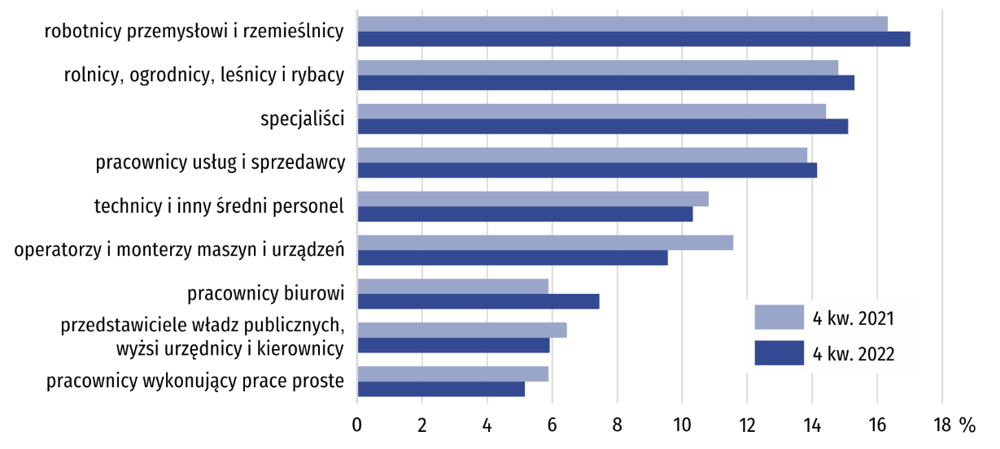 robotnicy przemysłowi i rzemieślnicy
rolnicy, ogrodnicy, leśnicy i rybacy
specjaliści
pracownicy usług i sprzedawcy
technicy i inny średni personel
operatorzy i monterzy maszyn i urządzeń
pracownicy biurowi
przedstawiciele władz publicznych,
wyżsi urzędnicy i kierownicy
pracownicy wykonujący prace proste
4 kw. 2021
4 kw. 2022
0 2 4 6 8 10 12 14 16 18 %